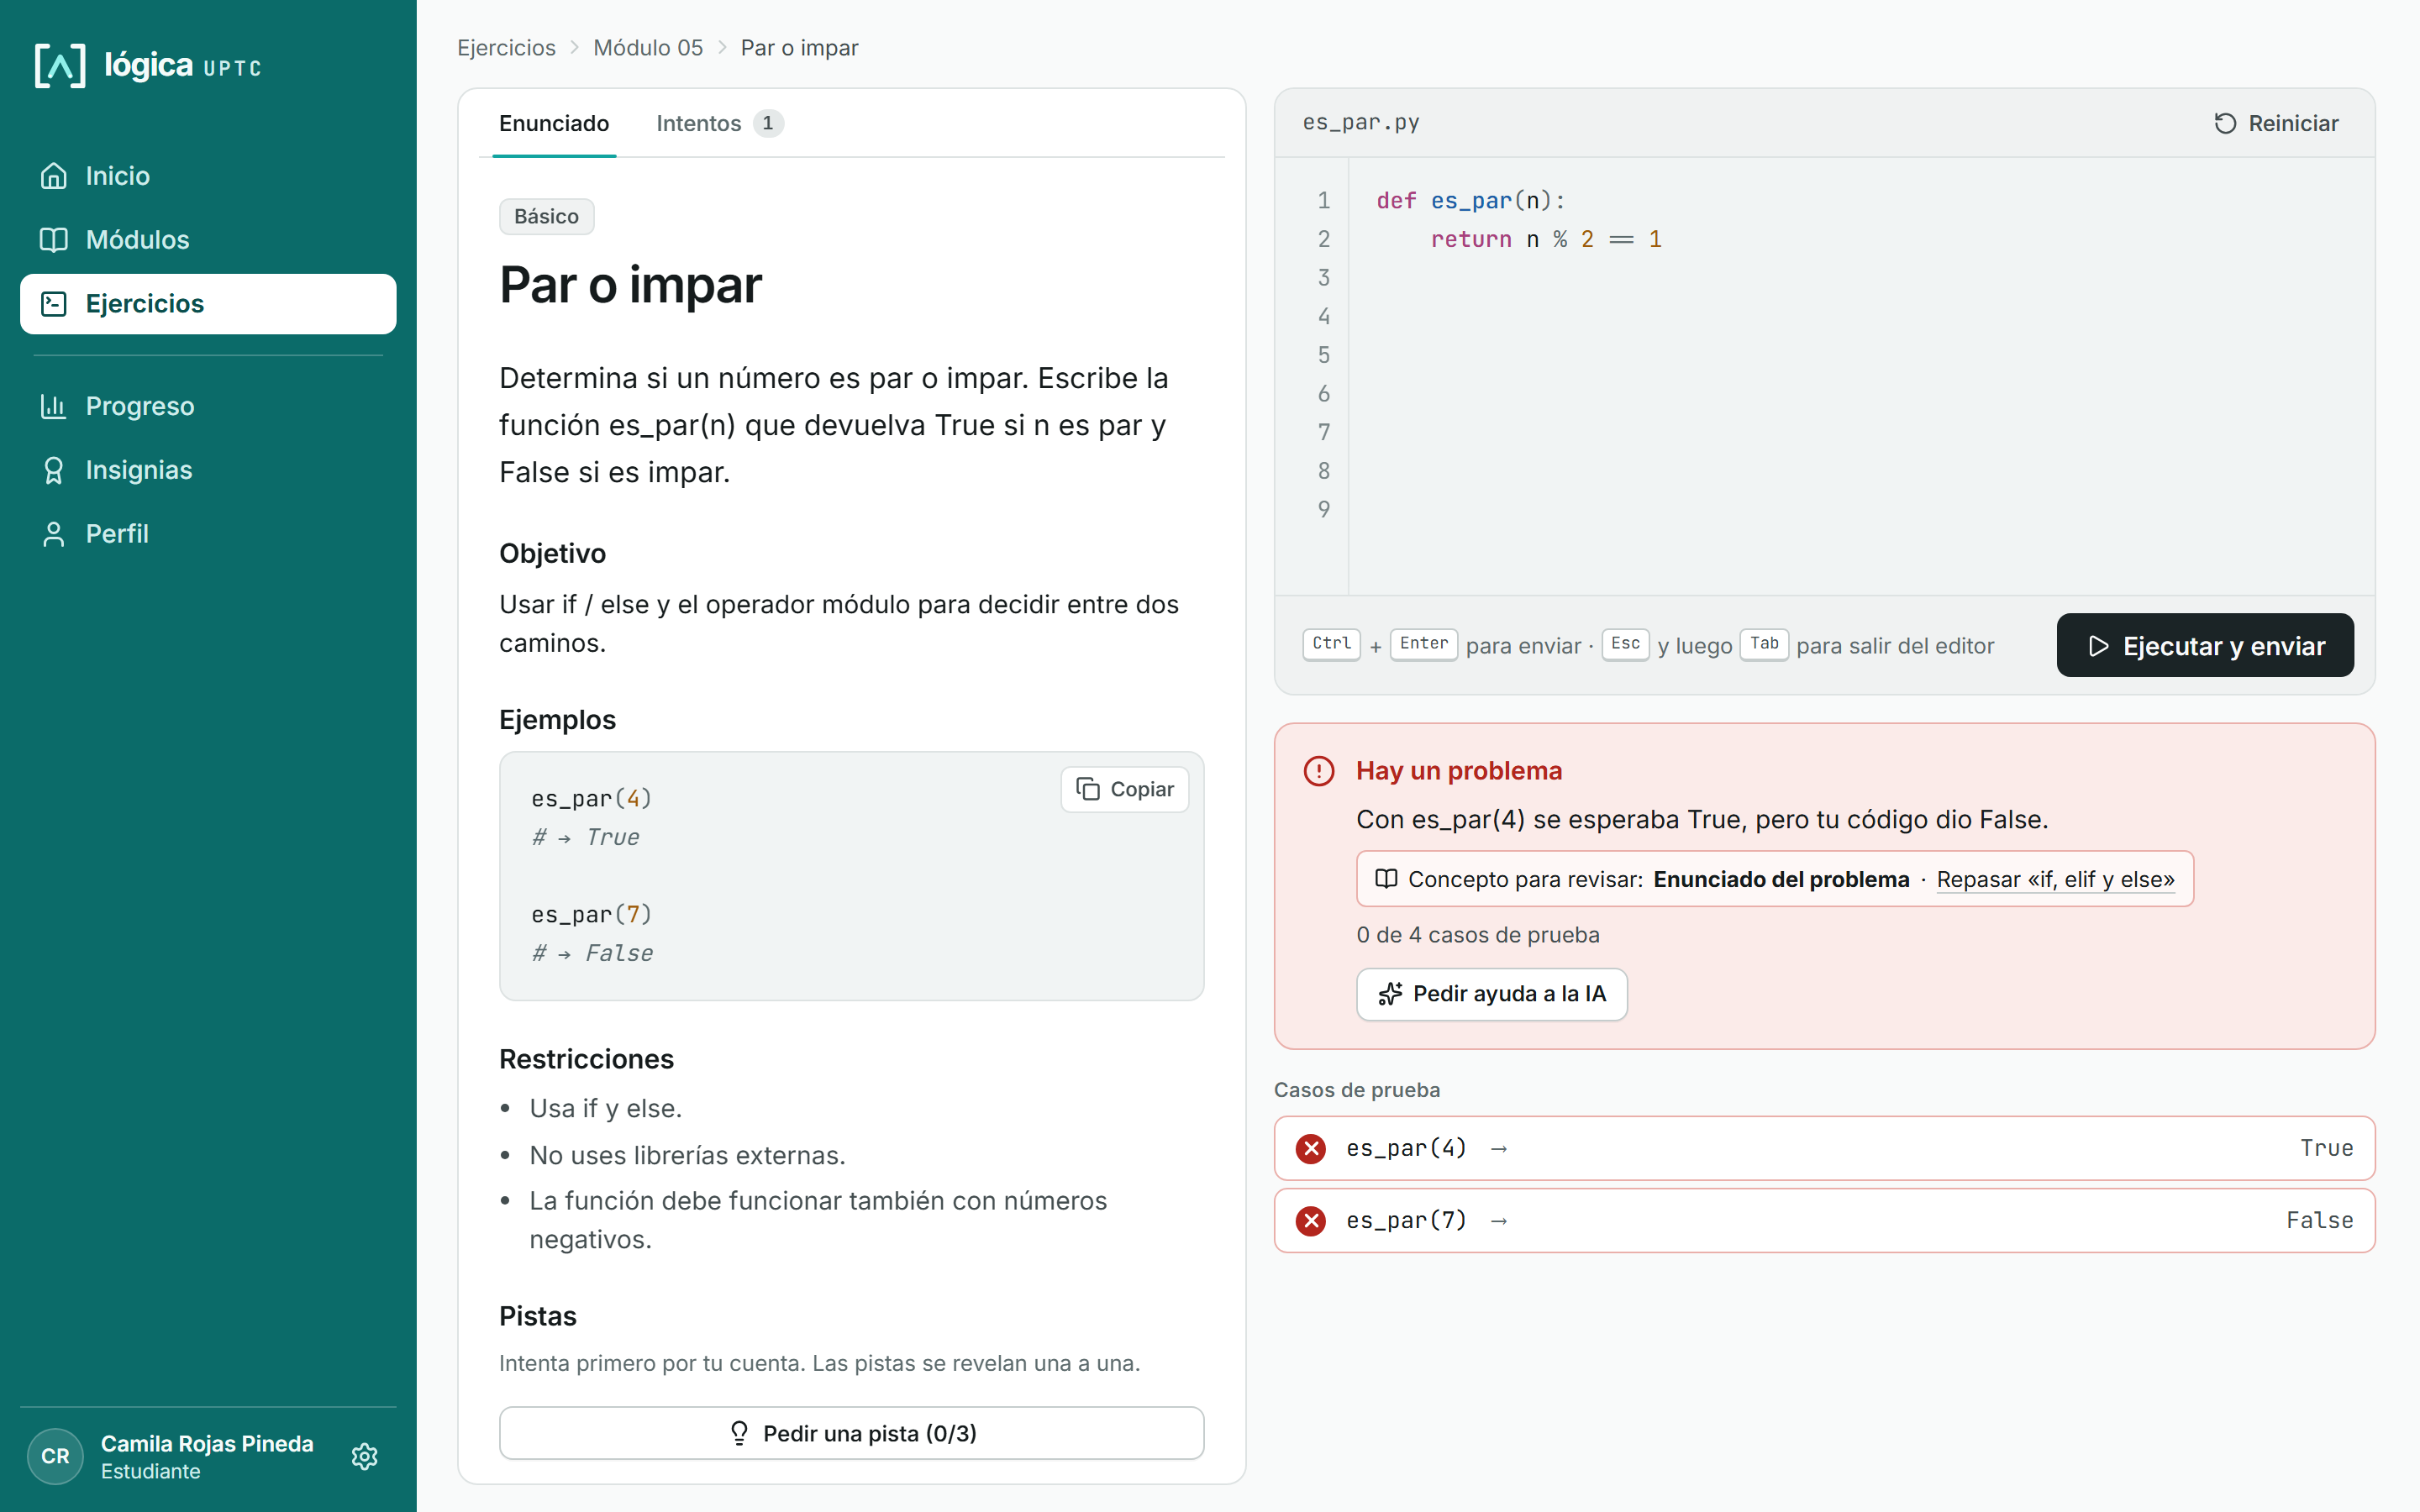 lógica UPTC
Inicio
Módulos
Ejercicios
Progreso
Insignias
Perfil
CR
Camila Rojas Pineda
Estudiante
Ejercicios > Módulo 05 > Par o impar
Enunciado
Intentos 1
Básico
Par o impar
Determina si un número es par o impar. Escribe la
función es_par(n) que devuelva True si n es par y
False si es impar.
Objetivo
Usar if / else y el operador módulo para decidir entre dos
caminos.
Ejemplos
Copiar
es_par(4)
# → True
es_par(7)
# → False
Restricciones
• Usa if y else.
• No uses librerías externas.
• La función debe funcionar también con números
negativos.
Pistas
Intenta primero por tu cuenta. Las pistas se revelan una a una.
Pedir una pista (0/3)
es_par.py
Reiniciar
1 def es_par(n):
2 return n % 2 == 1
3
4
5
6
7
8
9
Ctrl + Enter para enviar · Esc y luego Tab para salir del editor
Ejecutar y enviar
Hay un problema
Con es_par(4) se esperaba True, pero tu código dio False.
Concepto para revisar: Enunciado del problema · Repasar «if, elif y else»
0 de 4 casos de prueba
Pedir ayuda a la IA
Casos de prueba
es_par(4) → True
es_par(7) → False